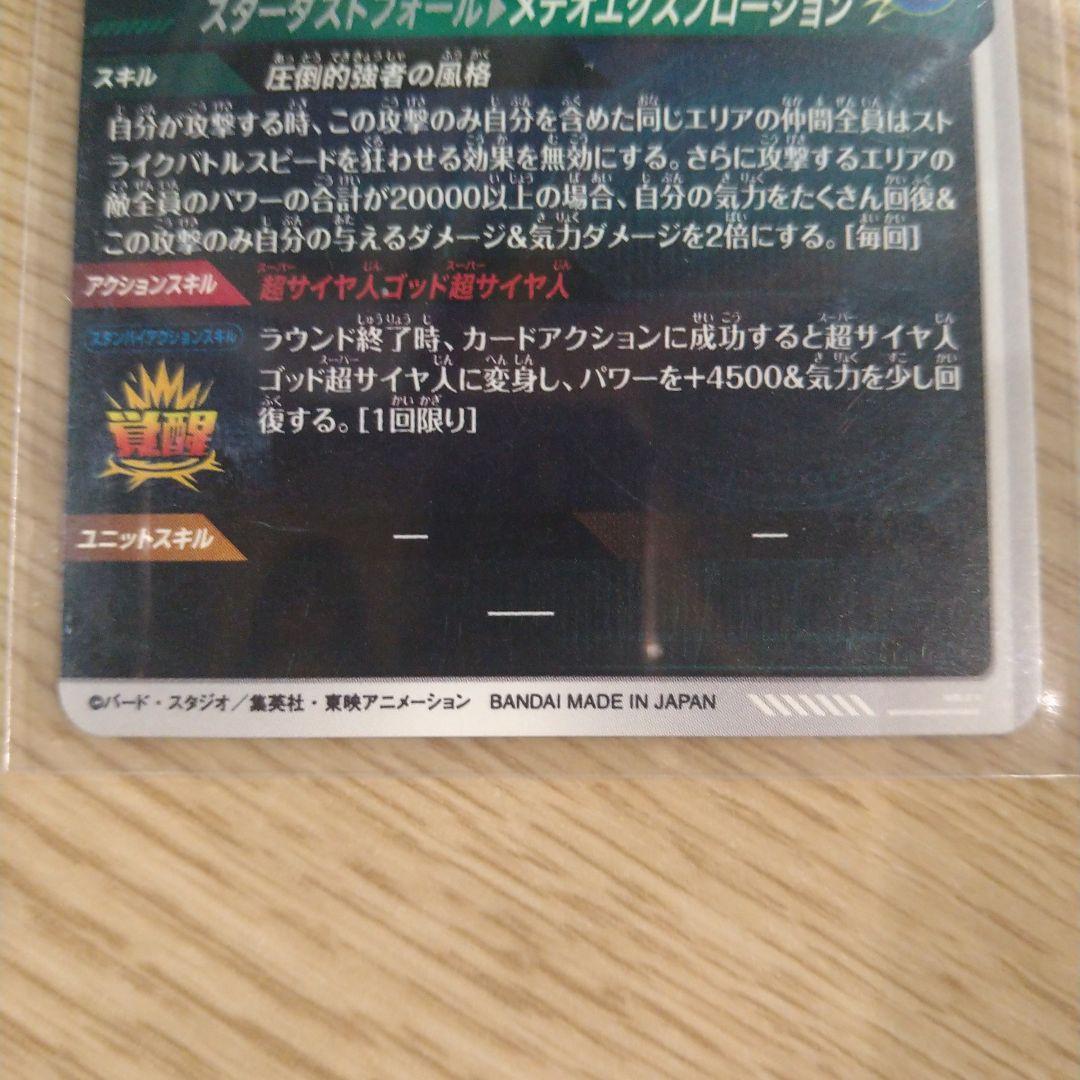 スターダストフォール▶メテオエクスプロージョン
スキル 圧倒的強者の風格
自分が攻撃する時、この攻撃のみ自分を含めた同じエリアの仲間全員はスト
ライクバトルスピードを狂わせる効果を無効にする。さらに攻撃するエリアの
敵全員のパワーの合計が20000以上の場合、自分の気力をたくさん回復&
この攻撃のみ自分の与えるダメージ&気力ダメージを2倍にする。[毎回]
アクションスキル 超サイヤ人ゴッド超サイヤ人
スタンバイアクションスキル
覚醒
ラウンド終了時、カードアクションに成功すると超サイヤ人
ゴッド超サイヤ人に変身し、パワーを+4500&気力を少し回
復する。[1回限り]
ユニットスキル — —
—
©バード・スタジオ／集英社・東映アニメーション BANDAI MADE IN JAPAN